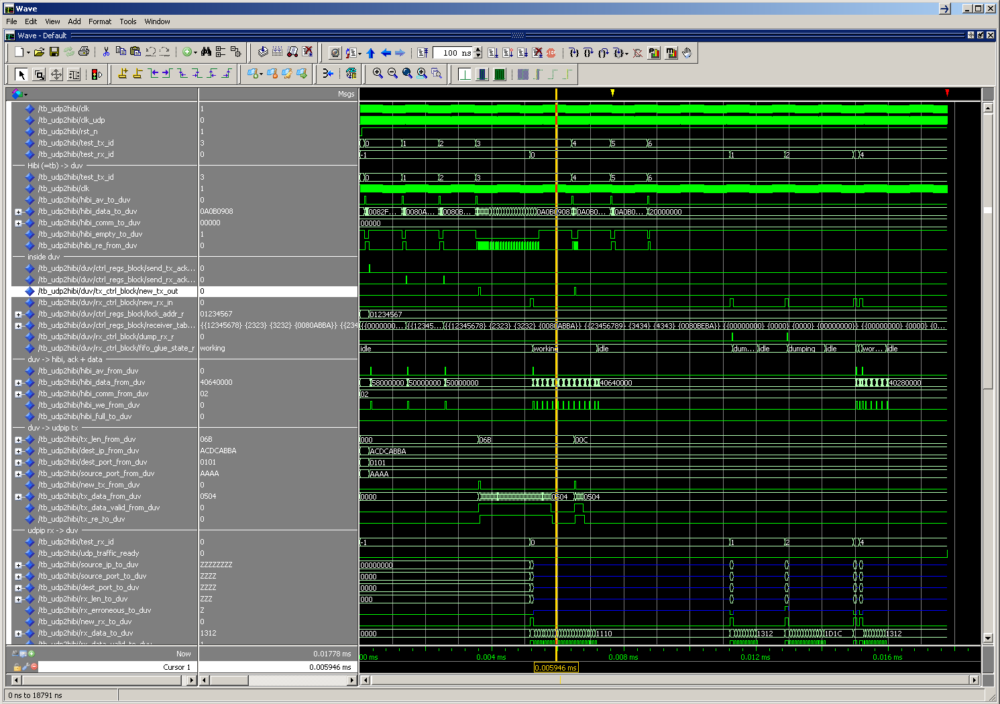 Wave
File Edit View Add Format Tools Window
Wave - Default
100 ns
Msgs
/tb_udp2hibi/clk 1
/tb_udp2hibi/clk_udp 0
/tb_udp2hibi/rst_n 1
/tb_udp2hibi/test_tx_id 3 0 1 2 3 4 5 6
/tb_udp2hibi/test_rx_id 0 -1 0 1 2 4
Hibi (=tb) -> duv
/tb_udp2hibi/test_tx_id 3 0 1 2 3 4 5 6
/tb_udp2hibi/clk 1
/tb_udp2hibi/hibi_av_to_duv 0
/tb_udp2hibi/hibi_data_to_duv 0A0B0908 0082F... 0080A... 0080B... 0A0B0908 0A0B0... 0A0B0... 20000000
/tb_udp2hibi/hibi_comm_to_duv 00000 00000
/tb_udp2hibi/hibi_empty_to_duv 1
/tb_udp2hibi/hibi_re_from_duv 0
inside duv
/tb_udp2hibi/duv/ctrl_regs_block/send_tx_ack... 0
/tb_udp2hibi/duv/ctrl_regs_block/send_rx_ack... 0
/tb_udp2hibi/duv/tx_ctrl_block/new_tx_out 0
/tb_udp2hibi/duv/rx_ctrl_block/new_rx_in 0
/tb_udp2hibi/duv/ctrl_regs_block/lock_addr_r 01234567 01234567
/tb_udp2hibi/duv/ctrl_regs_block/receiver_tab... {{12345678} {2323} {3232} {0080ABBA}} {{234 {{0000000... {{12345... {{12345678} {2323} {3232} {0080ABBA}} {{23456789} {3434} {4343} {0080BEBA}} {{00000000} {0000} {0000} {00000000}} {{00000000} {0000} {0...
/tb_udp2hibi/duv/rx_ctrl_block/dump_rx_r 0
/tb_udp2hibi/duv/rx_ctrl_block/fifo_glue_state_r working idle working idle dum... idle dumping idle wor... idle
duv -> hibi, ack + data
/tb_udp2hibi/hibi_av_from_duv 0
/tb_udp2hibi/hibi_data_from_duv 40640000 58000000 50000000 50000000 40640000 40280000
/tb_udp2hibi/hibi_comm_from_duv 02 02
/tb_udp2hibi/hibi_we_from_duv 0
/tb_udp2hibi/hibi_full_to_duv 0
duv -> udpip tx
/tb_udp2hibi/tx_len_from_duv 06B 000 06B 00C
/tb_udp2hibi/dest_ip_from_duv ACDCABBA ACDCABBA
/tb_udp2hibi/dest_port_from_duv 0101 0101
/tb_udp2hibi/source_port_from_duv AAAA AAAA
/tb_udp2hibi/new_tx_from_duv 0
/tb_udp2hibi/tx_data_from_duv 0504 0000 0504 0504
/tb_udp2hibi/tx_data_valid_from_duv 0
/tb_udp2hibi/tx_re_to_duv 0
udpip rx -> duv
/tb_udp2hibi/test_rx_id 0 -1 0 1 2 4
/tb_udp2hibi/udp_traffic_ready 0
/tb_udp2hibi/source_ip_to_duv ZZZZZZZZ 00000000
/tb_udp2hibi/source_port_to_duv ZZZZ 0000
/tb_udp2hibi/dest_port_to_duv ZZZZ 0000
/tb_udp2hibi/rx_len_to_duv ZZZ 000
/tb_udp2hibi/rx_erroneous_to_duv Z
/tb_udp2hibi/new_rx_to_duv 0
/tb_udp2hibi/rx_data_to_duv 1312 0000 1110 1312 1D1C 1312
/tb_udp2hibi/rx_data_valid_to_duv 1
Now 0.01778 ms 00 ms 0.004 ms 0.008 ms 0.012 ms 0.016 ms
Cursor 1 0.005946 ms 0.005946 ms
0 ns to 18791 ns